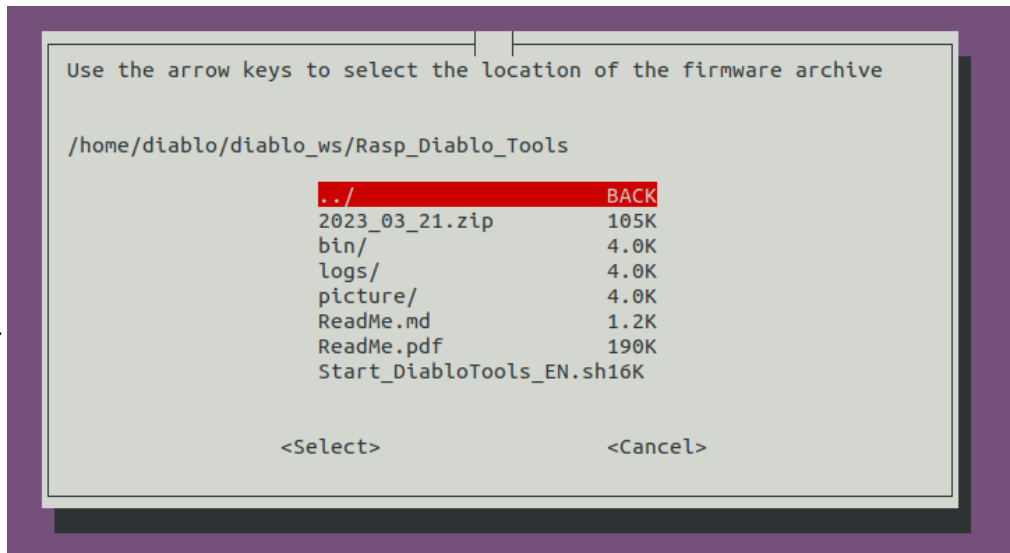 Use the arrow keys to select the location of the firmware archive
/home/diablo/diablo_ws/Rasp_Diablo_Tools
../ BACK
2023_03_21.zip 105K
bin/ 4.0K
logs/ 4.0K
picture/ 4.0K
ReadMe.md 1.2K
ReadMe.pdf 190K
Start_DiabloTools_EN.sh16K
<Select> <Cancel>